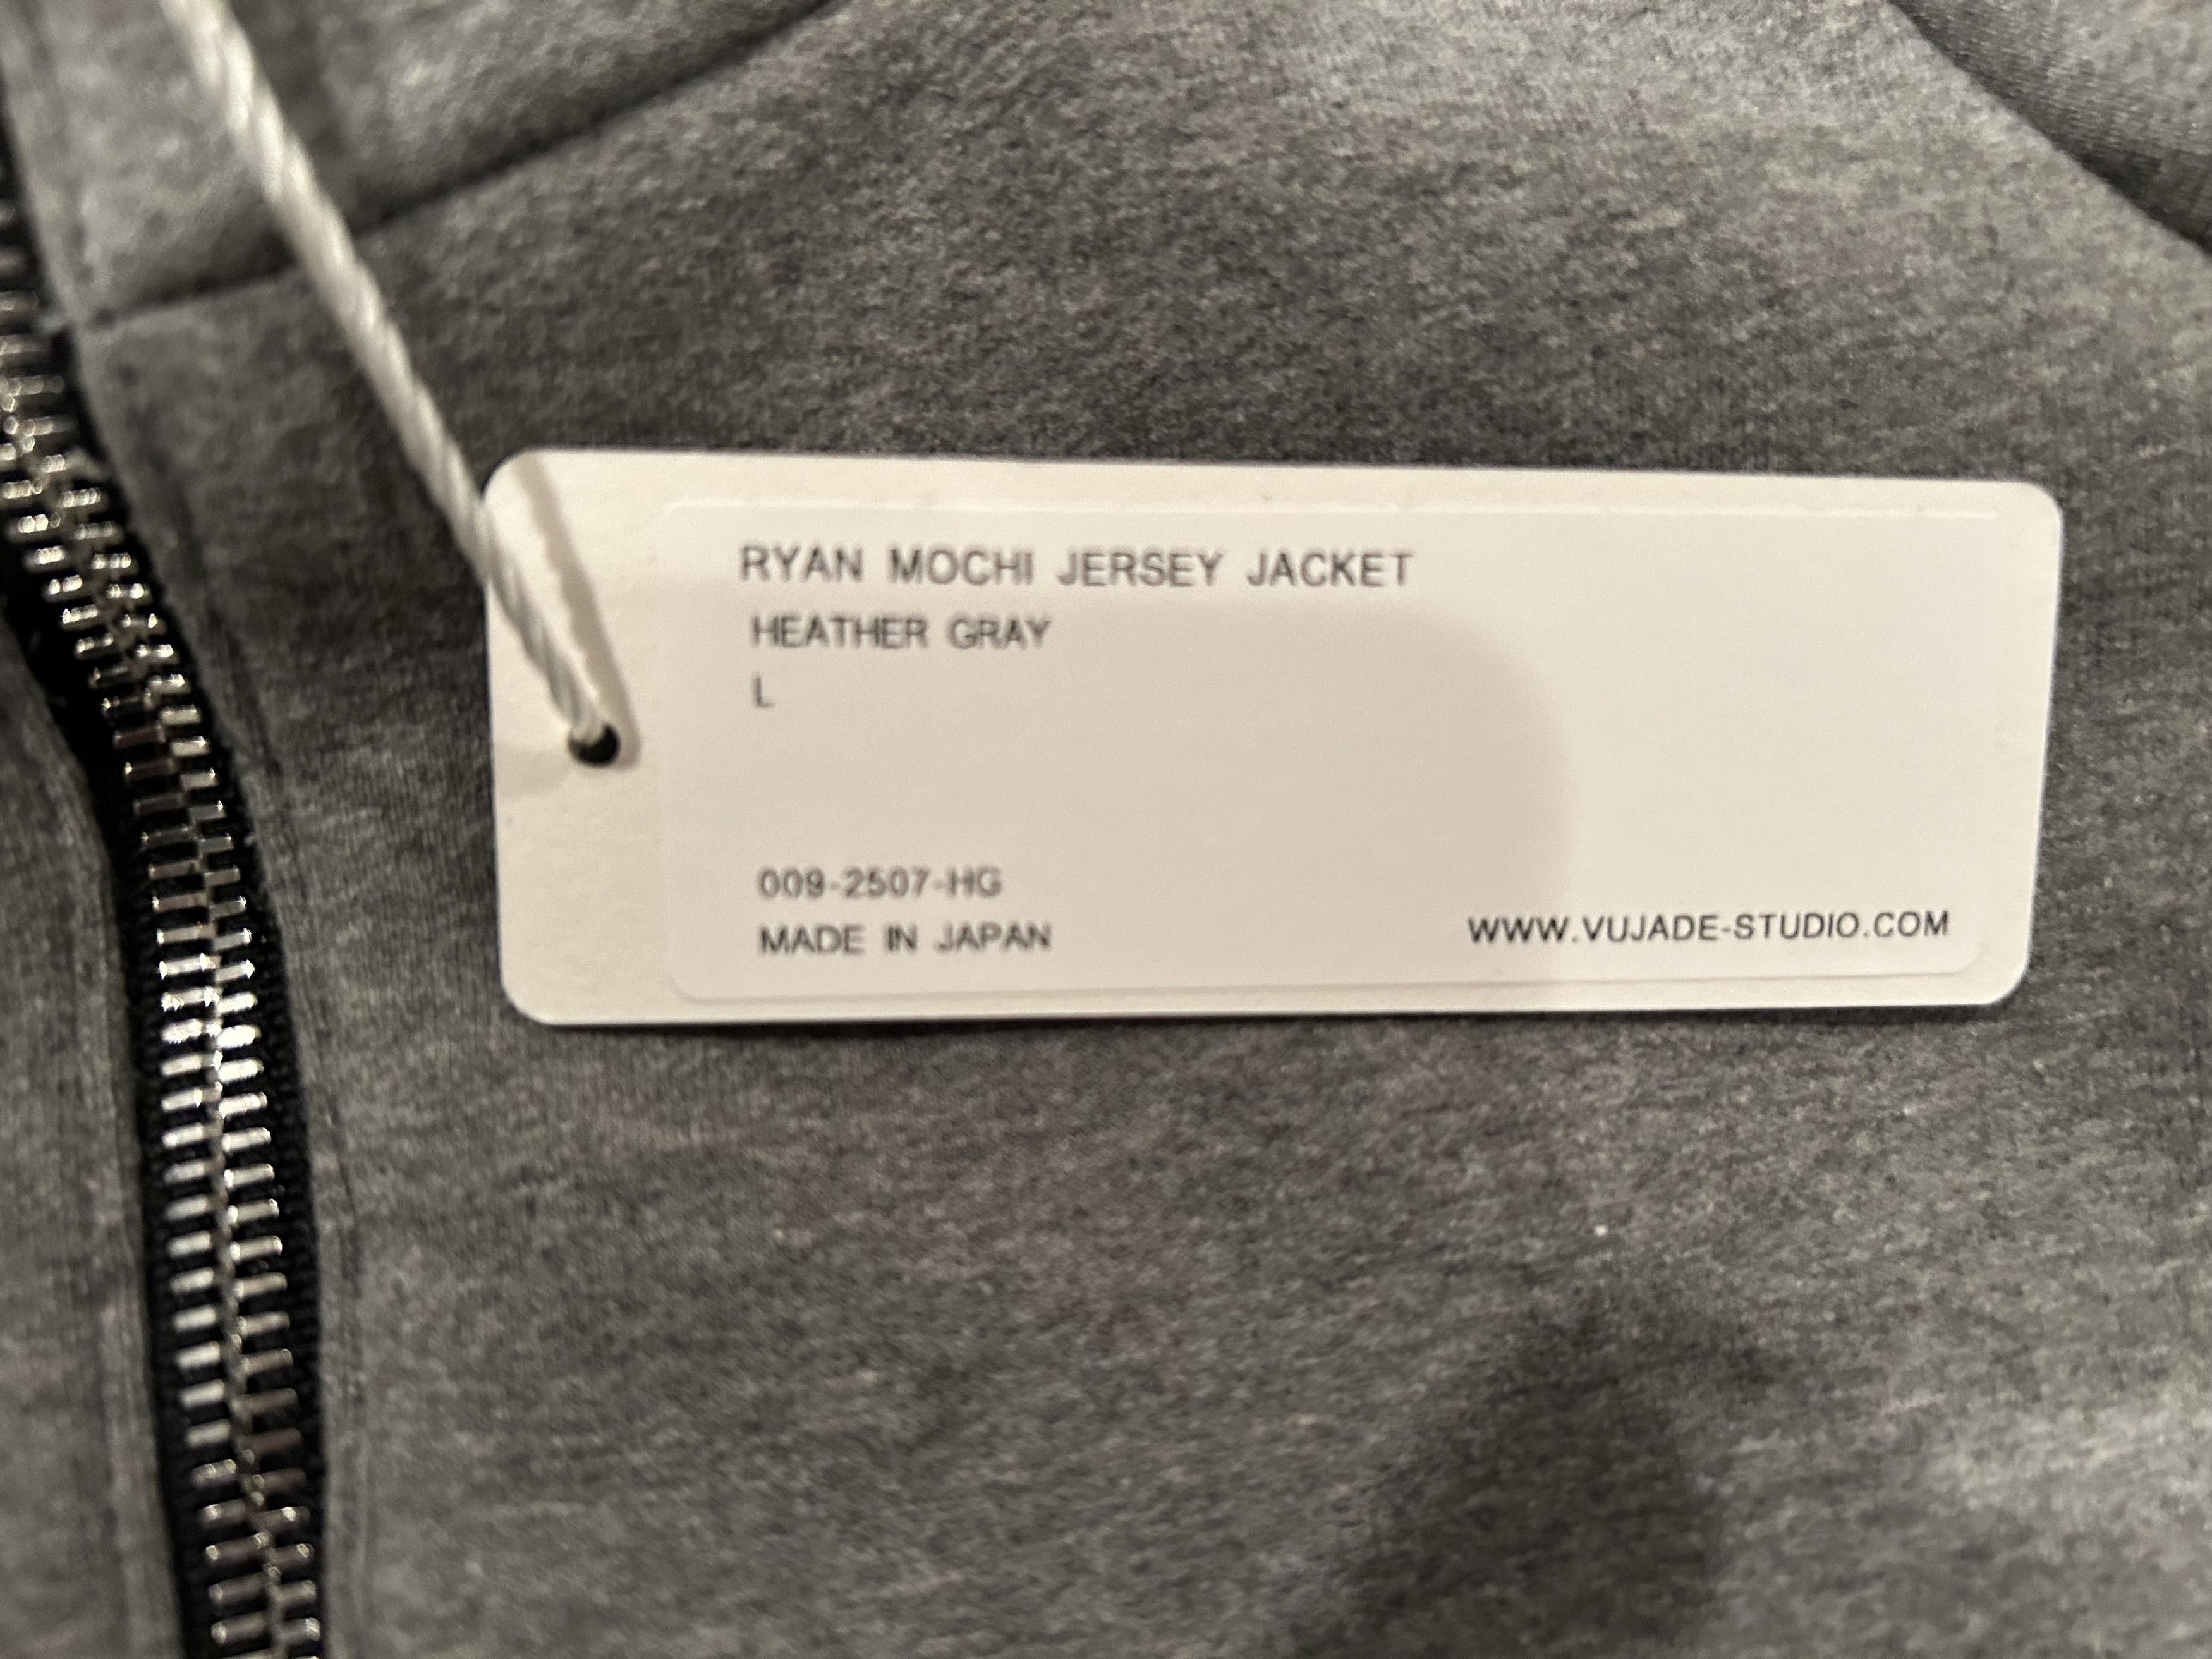 RYAN MOCHI JERSEY JACKET
HEATHER GRAY
L
009-2507-HG
MADE IN JAPAN
WWW.VUJADE-STUDIO.COM